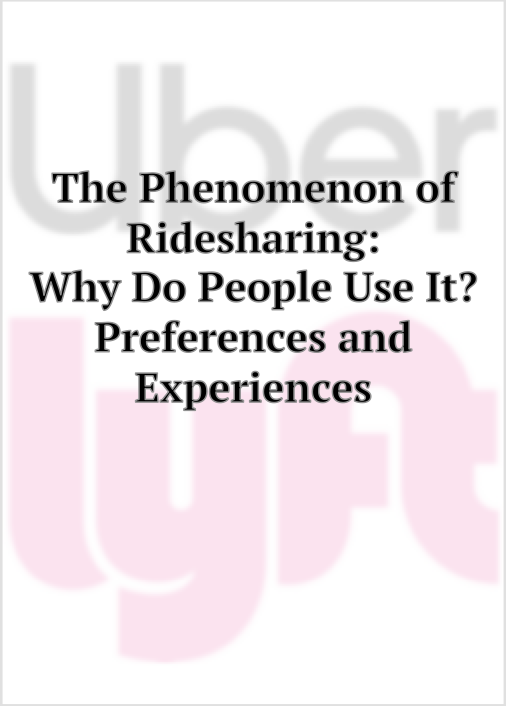 Uber
The Phenomenon of
Ridesharing:
Why Do People Use It?
Preferences and
Experiences
lyft